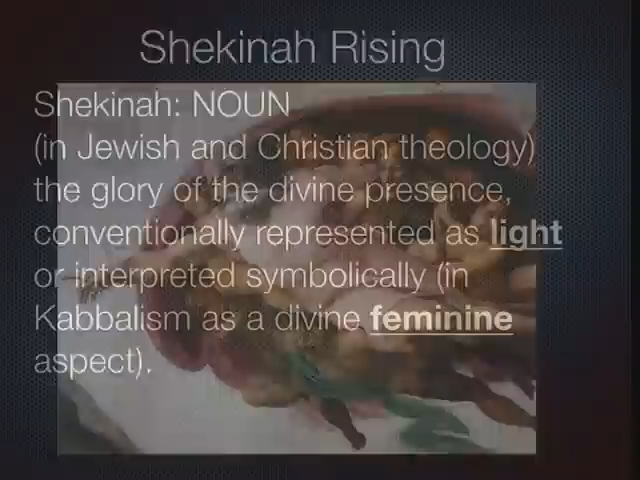 Shekinah Rising
Shekinah: NOUN
(in Jewish and Christian theology)
the glory of the divine presence,
conventionally represented as light
or interpreted symbolically (in
Kabbalism as a divine feminine
aspect).